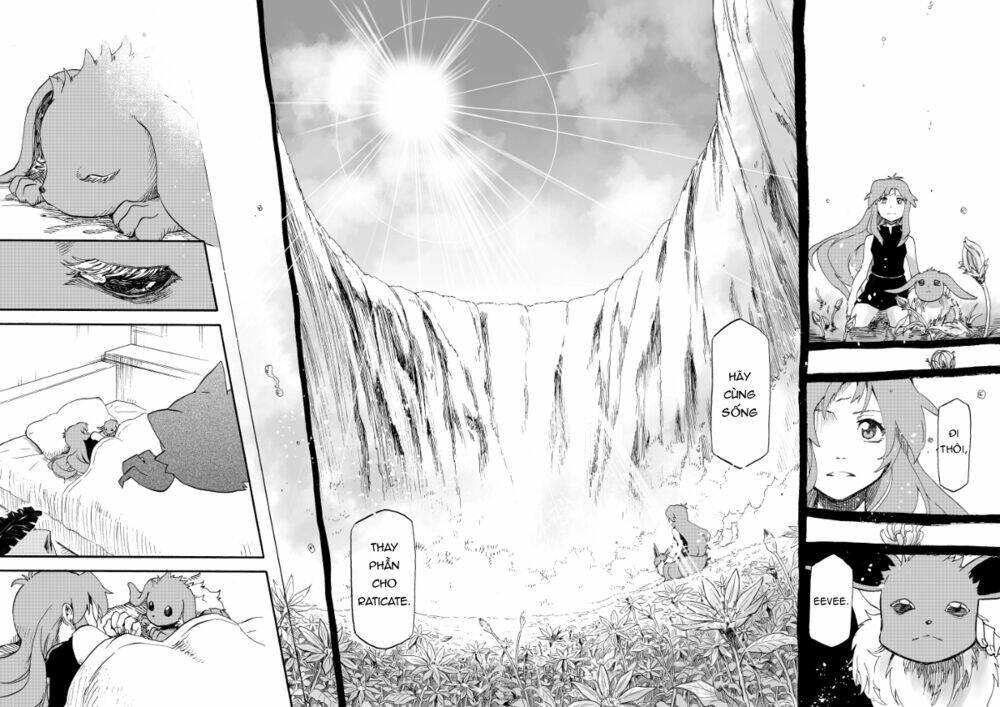 ĐI
THÔI,
EEVEE.
HÃY
CÙNG
SỐNG
THAY
PHẦN
CHO
RATICATE.